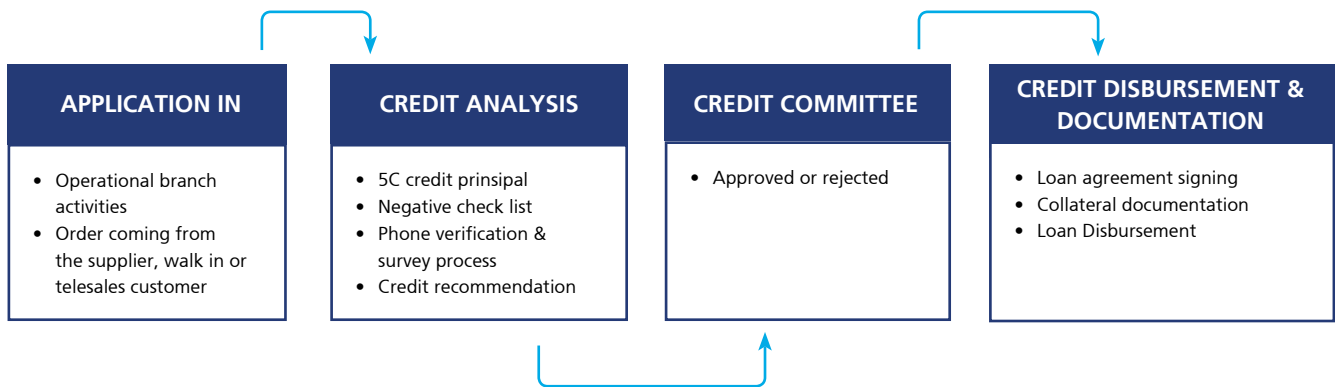 APPLICATION IN
• Operational branch
activities
• Order coming from
the supplier, walk in or
telesales customer
CREDIT ANALYSIS
• 5C credit prinsipal
• Negative check list
• Phone verification &
survey process
• Credit recommendation
CREDIT COMMITTEE
• Approved or rejected
CREDIT DISBURSEMENT &
DOCUMENTATION
• Loan agreement signing
• Collateral documentation
• Loan Disbursement